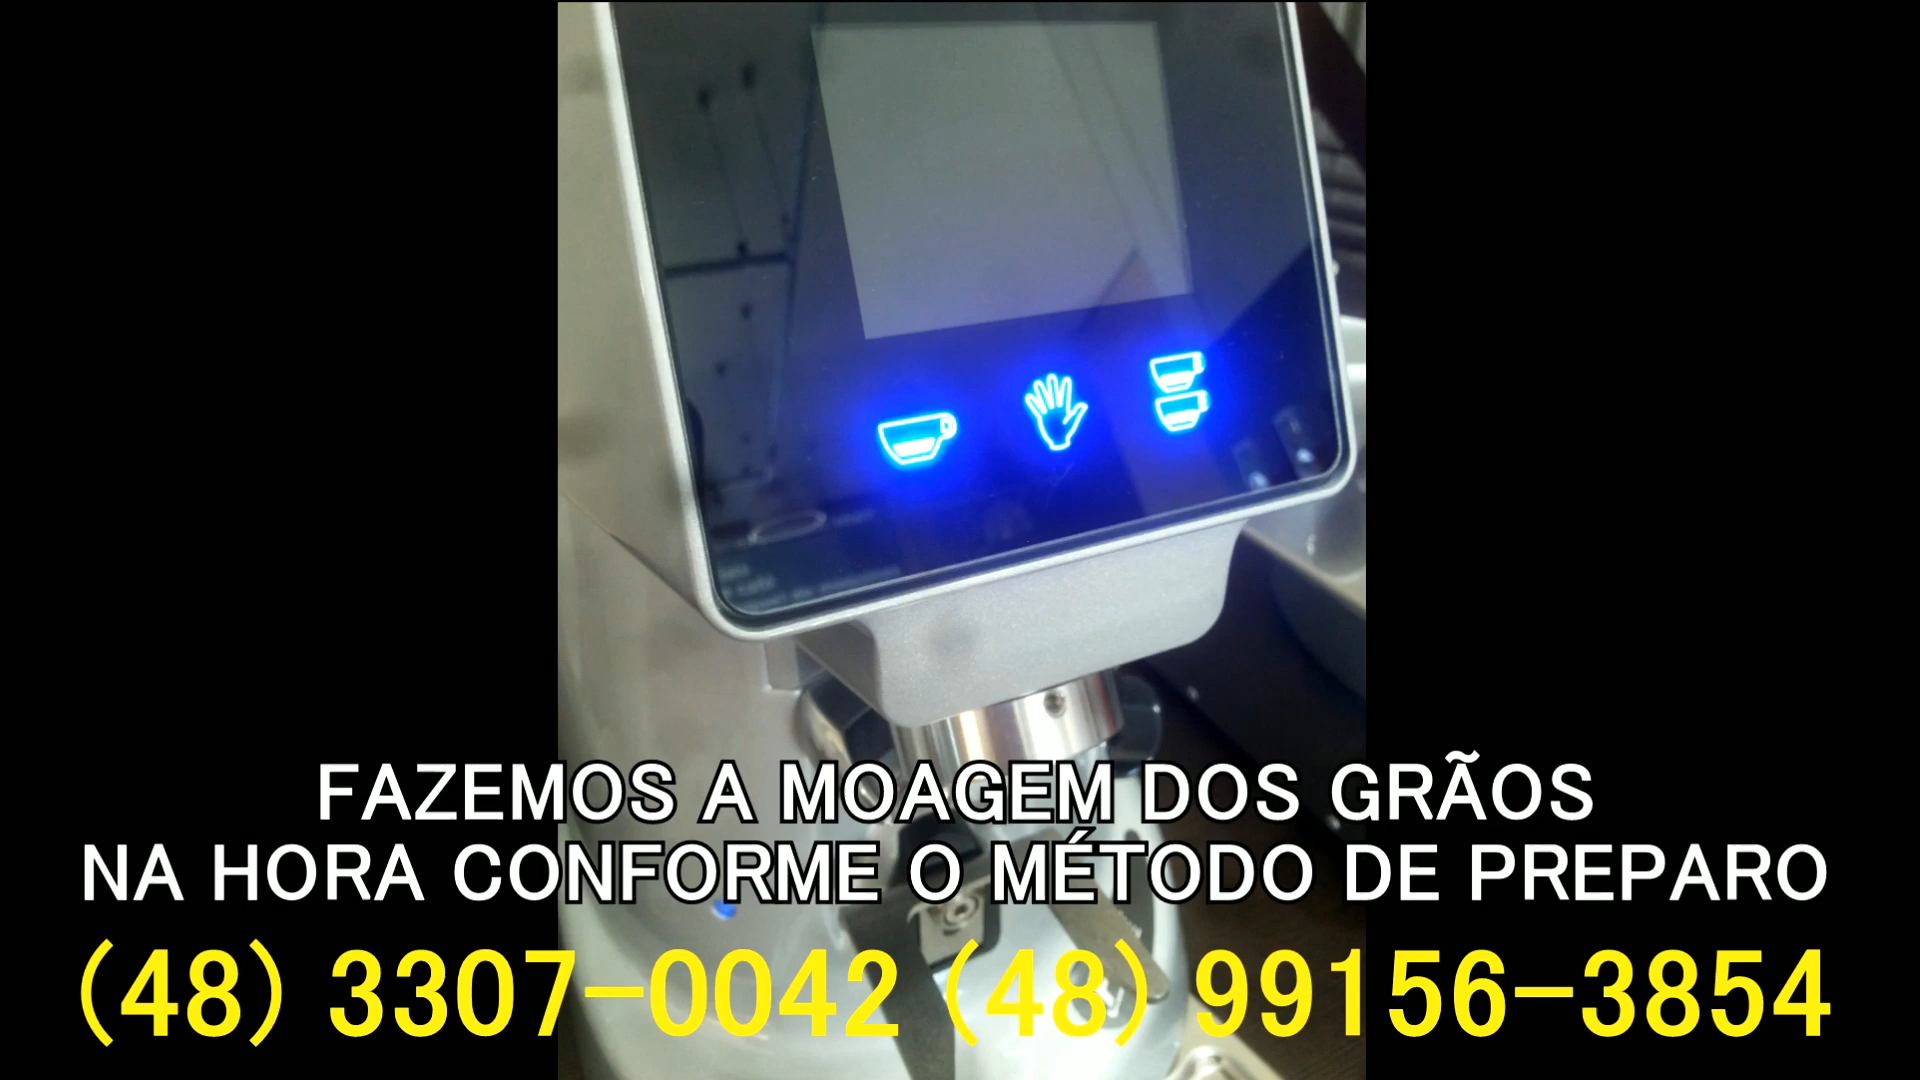 FAZEMOS A MOAGEM DOS GRÃOS
NA HORA CONFORME O MÉTODO DE PREPARO
(48) 3307-0042 (48) 99156-3854